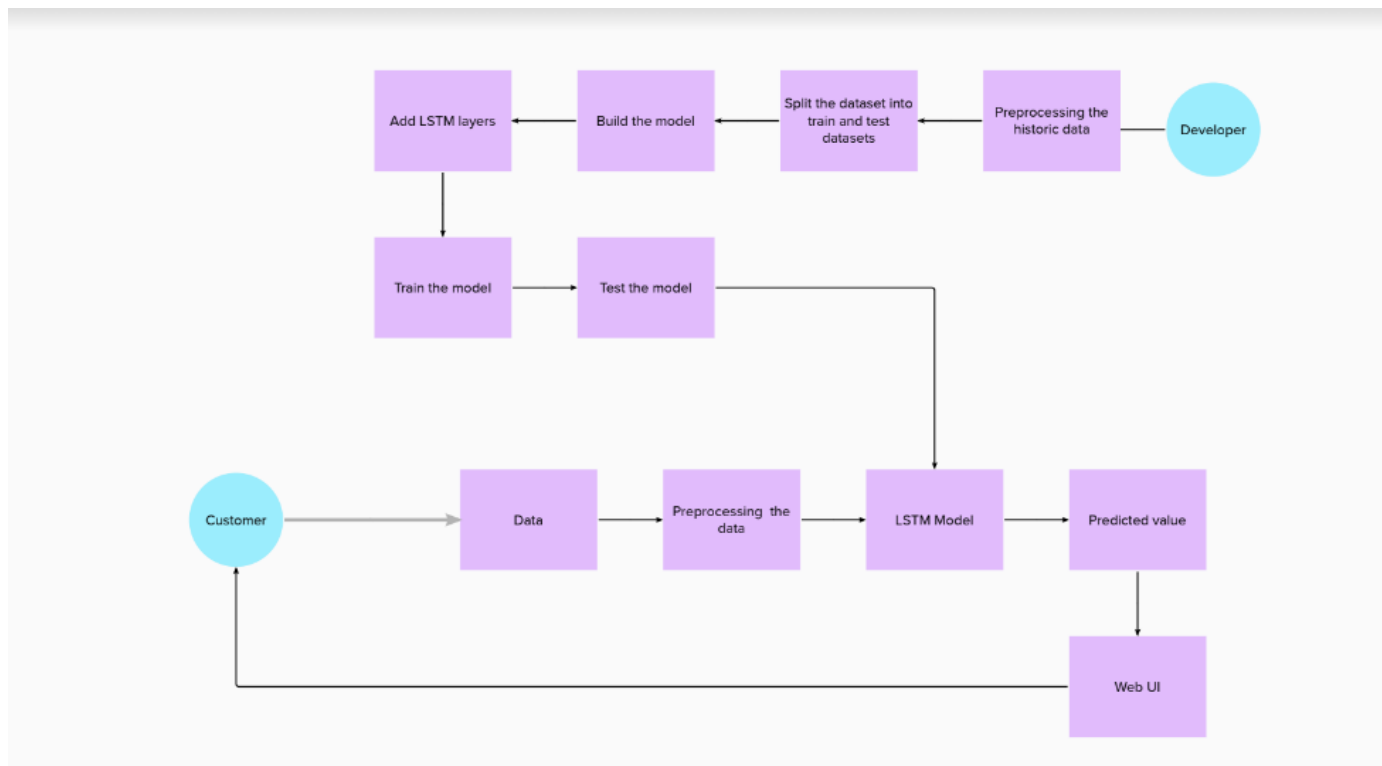 Add LSTM layers
Build the model
Split the dataset into
train and test
datasets
Preprocessing the
historic data
Developer
Train the model
Test the model
Customer
Data
Preprocessing the
data
LSTM Model
Predicted value
Web UI